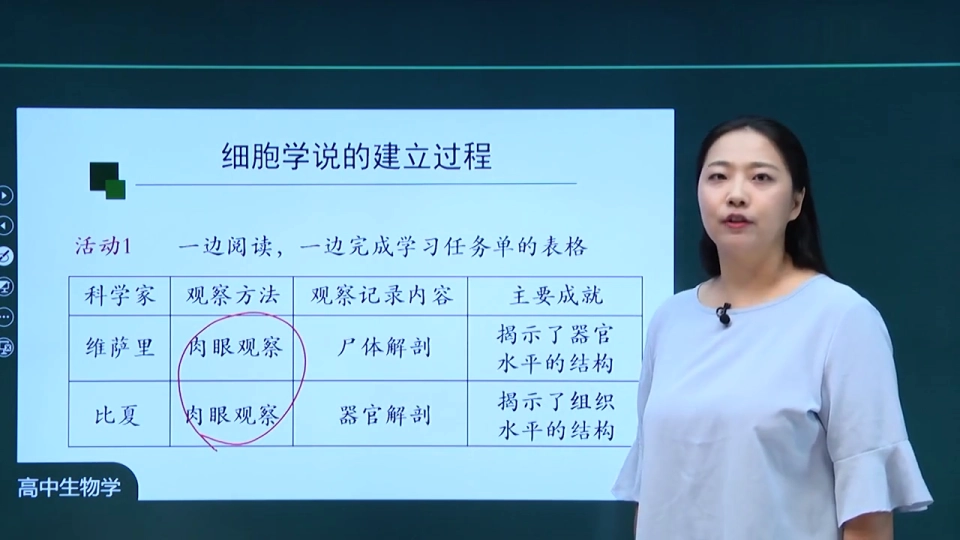 细胞学说的建立过程
活动1 一边阅读，一边完成学习任务单的表格
科学家 观察方法 观察记录内容 主要成就
维萨里 肉眼观察 尸体解剖 揭示了器官
水平的结构
比夏 肉眼观察 器官解剖 揭示了组织
水平的结构
高中生物学